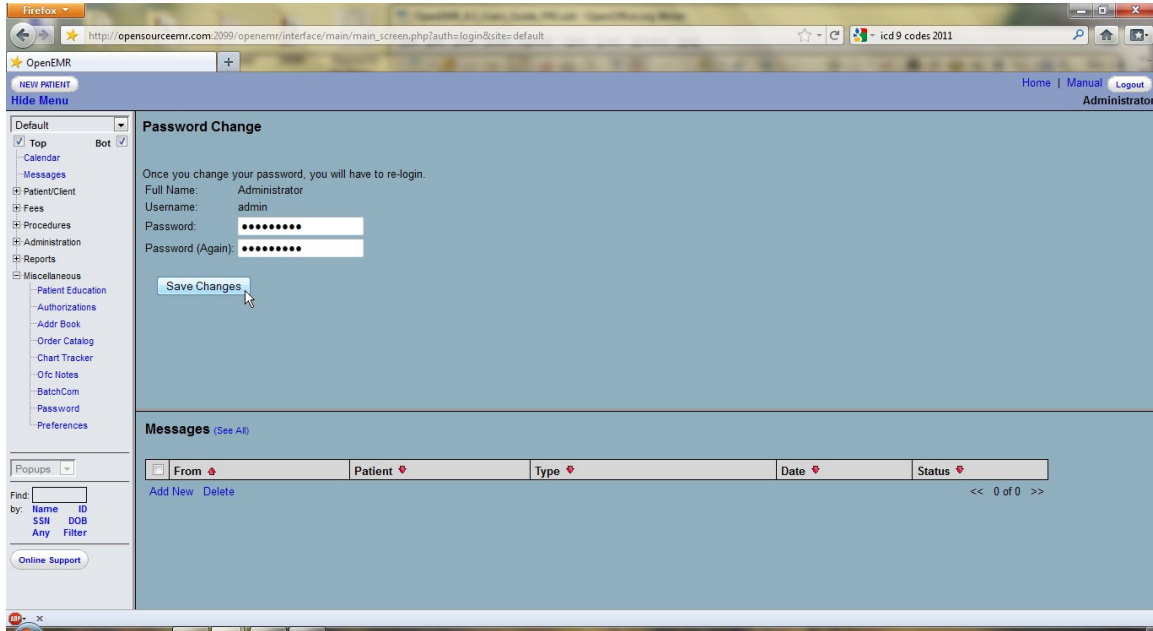 Firefox
http://opensourceemr.com:2099/openemr/interface/main/main_screen.php?auth=login&site=default
icd 9 codes 2011
OpenEMR
NEW PATIENT
Home | Manual Logout
Hide Menu
Administrator
Default
Top Bot
Calendar
Messages
Patient/Client
Fees
Procedures
Administration
Reports
Miscellaneous
Patient Education
Authorizations
Addr Book
Order Catalog
Chart Tracker
Ofc Notes
BatchCom
Password
Preferences
Popups
Find:
by: Name ID
SSN DOB
Any Filter
Online Support
Password Change
Once you change your password, you will have to re-login.
Full Name: Administrator
Username: admin
Password: •••••••••
Password (Again): •••••••••
Save Changes
Messages (See All)
From Patient Type Date Status
Add New Delete << 0 of 0 >>
ABP